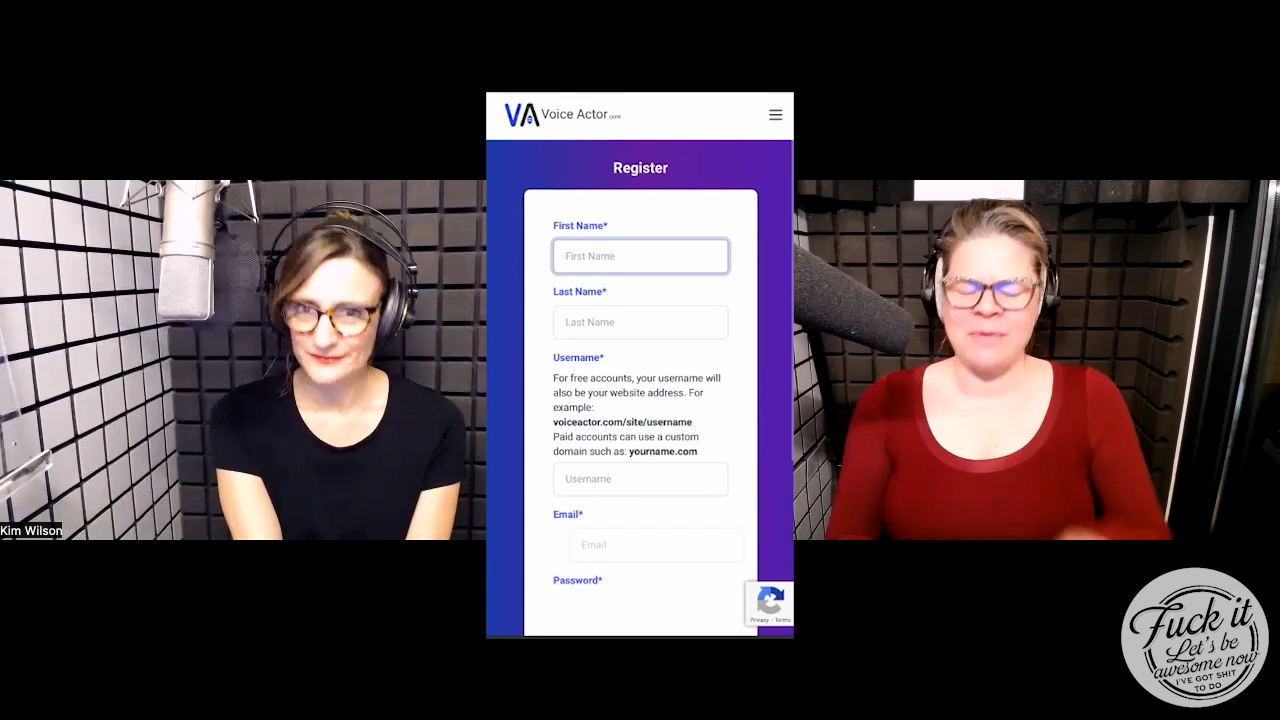 VA Voice Actor.com
Register
First Name*
First Name
Last Name*
Last Name
Username*
For free accounts, your username will
also be your website address. For
example:
voiceactor.com/site/username
Paid accounts can use a custom
domain such as: yourname.com
Username
Email*
Email
Password*
Privacy - Terms
Kim Wilson
Fuck it
Let's be
awesome now
I'VE GOT SHIT
TO DO